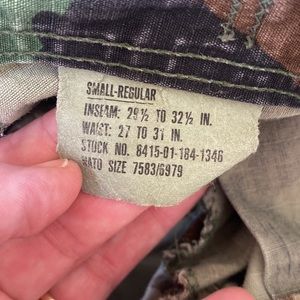 SMALL-REGULAR
INSEAM: 29½ TO 32½ IN.
WAIST: 27 TO 31 IN.
STOCK NO. 8415-01-184-1346
NATO SIZE 7583/6979